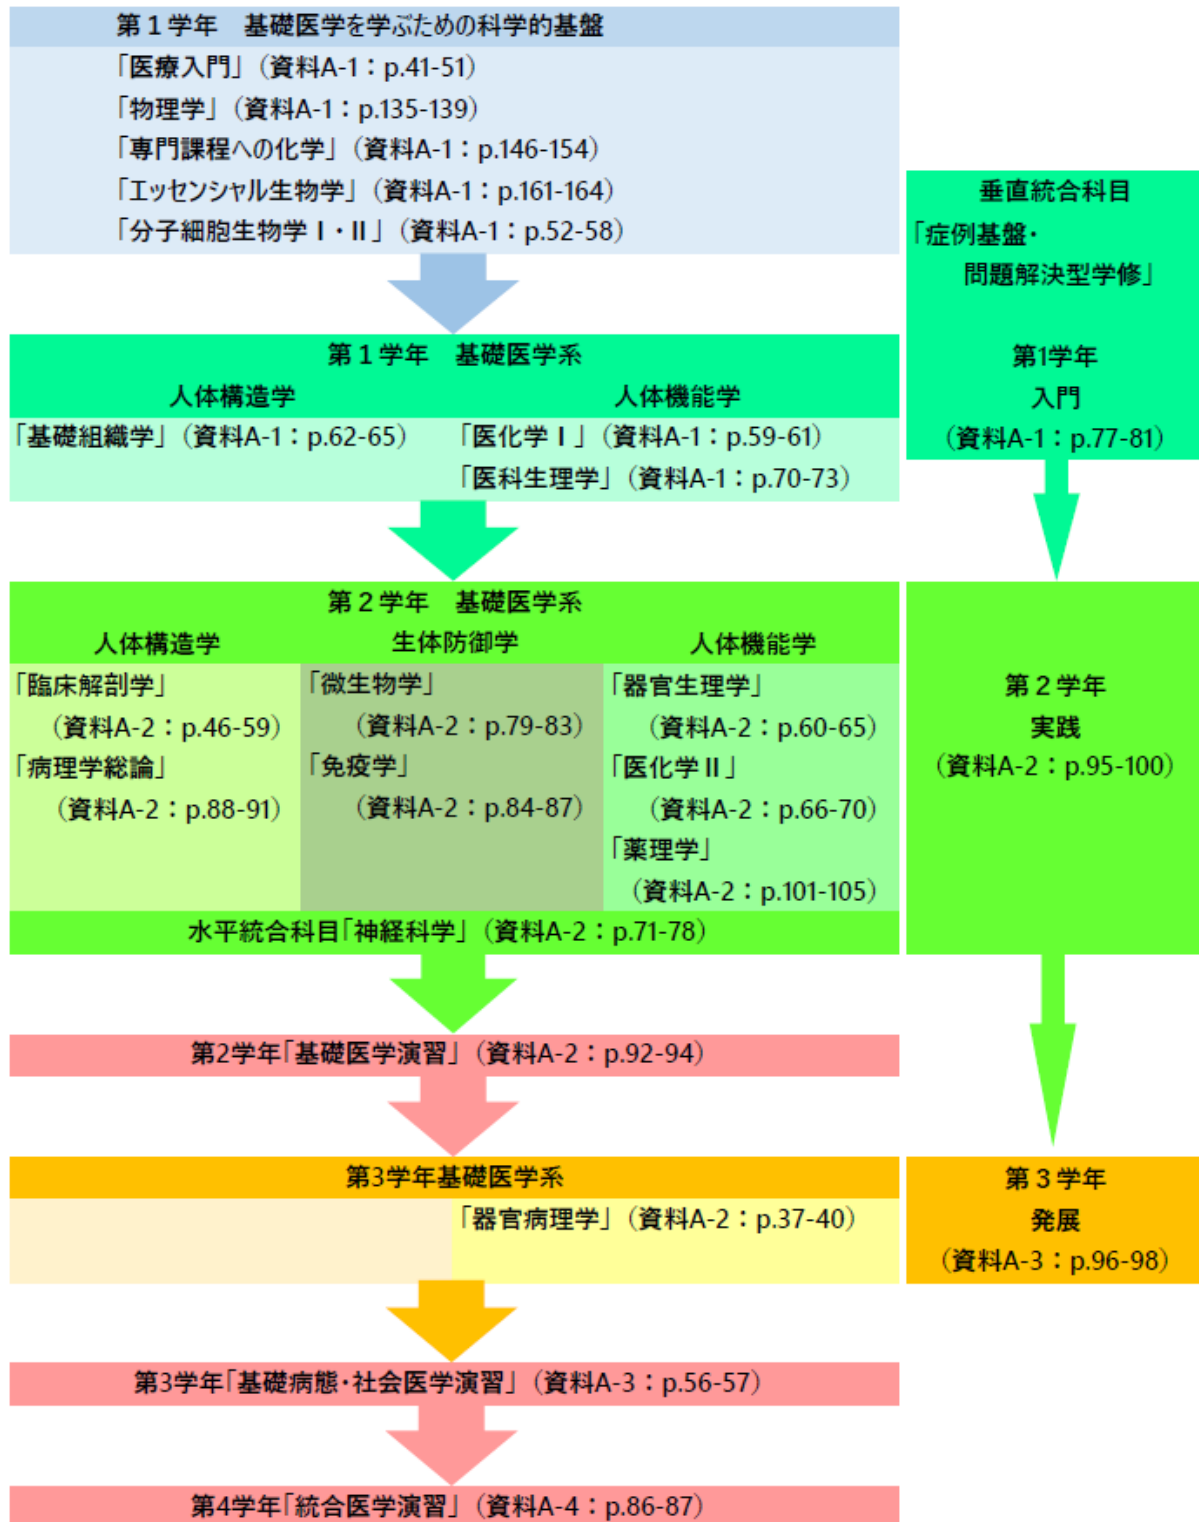 第1学年　基礎医学を学ぶための科学的基盤
「医療入門」（資料A-1：p.41-51）
「物理学」（資料A-1：p.135-139）
「専門課程への化学」（資料A-1：p.146-154）
「エッセンシャル生物学」（資料A-1：p.161-164）
「分子細胞生物学Ⅰ・Ⅱ」（資料A-1：p.52-58）
第1学年　基礎医学系
人体構造学　人体機能学
「基礎組織学」（資料A-1：p.62-65）　「医化学Ⅰ」（資料A-1：p.59-61）
「医科生理学」（資料A-1：p.70-73）
第2学年　基礎医学系
人体構造学　生体防御学　人体機能学
「臨床解剖学」
（資料A-2：p.46-59）
「病理学総論」
（資料A-2：p.88-91）
「微生物学」
（資料A-2：p.79-83）
「免疫学」
（資料A-2：p.84-87）
「器官生理学」
（資料A-2：p.60-65）
「医化学Ⅱ」
（資料A-2：p.66-70）
「薬理学」
（資料A-2：p.101-105）
水平統合科目「神経科学」（資料A-2：p.71-78）
第2学年「基礎医学演習」（資料A-2：p.92-94）
第3学年基礎医学系
「器官病理学」（資料A-2：p.37-40）
第3学年「基礎病態・社会医学演習」（資料A-3：p.56-57）
第4学年「統合医学演習」（資料A-4：p.86-87）
垂直統合科目
「症例基盤・
問題解決型学修」
第1学年
入門
（資料A-1：p.77-81）
第2学年
実践
（資料A-2：p.95-100）
第3学年
発展
（資料A-3：p.96-98）